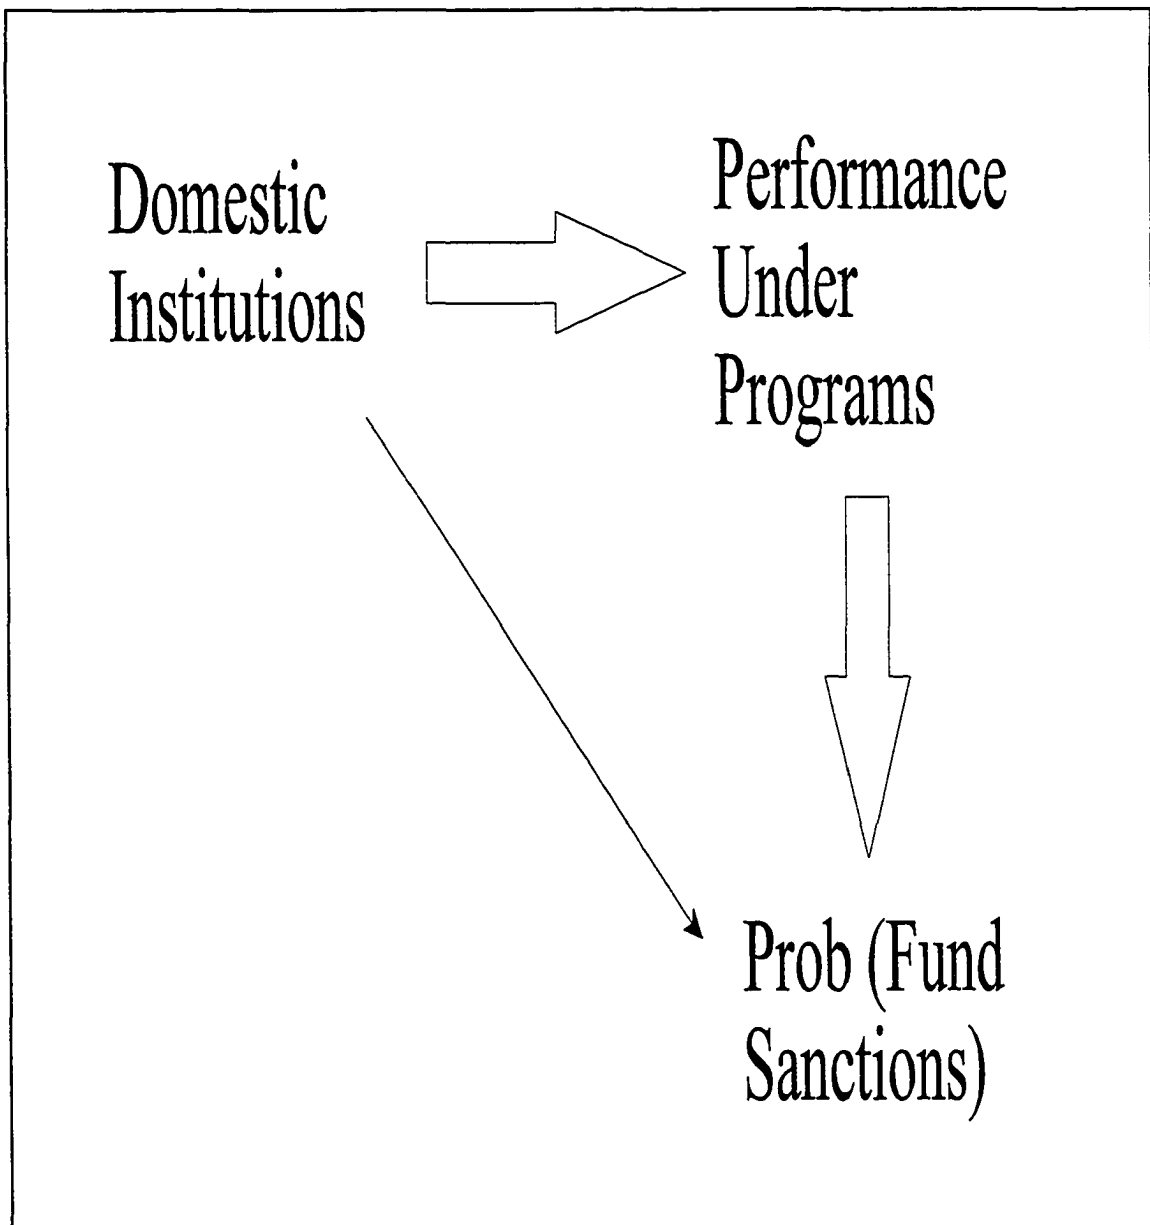 Domestic
Institutions
Performance
Under
Programs
Prob (Fund
Sanctions)